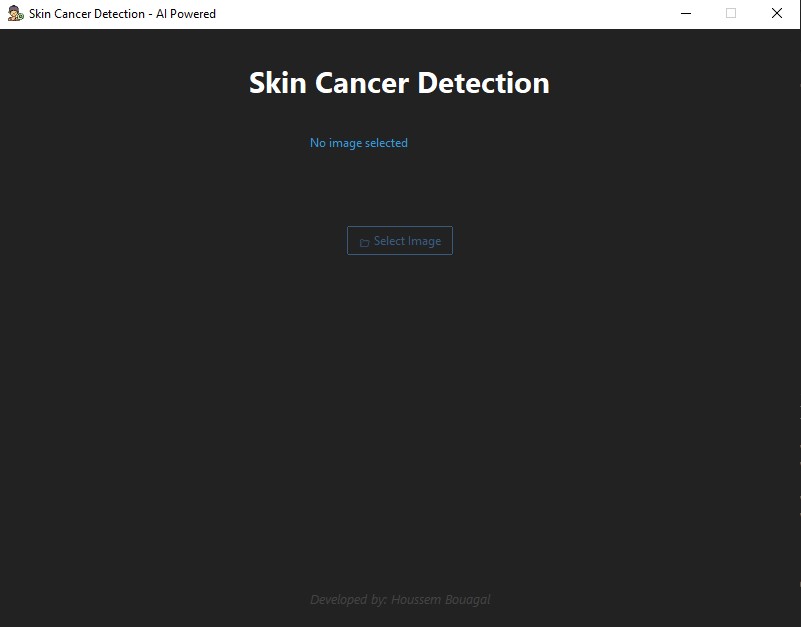 Skin Cancer Detection - AI Powered
Skin Cancer Detection
No image selected
Select Image
Developed by: Houssem Bouagal